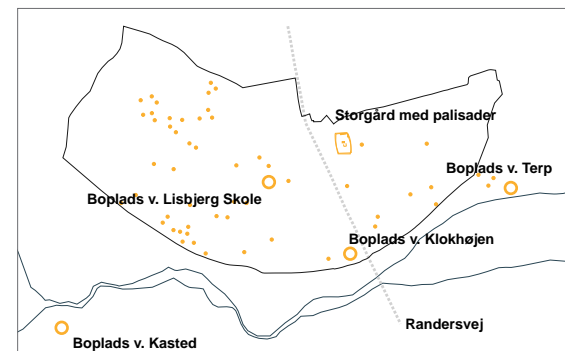 Storgård med palisader
Boplads v. Terp
Boplads v. Lisbjerg Skole
Boplads v. Klokhøjen
Randersvej
Boplads v. Kasted